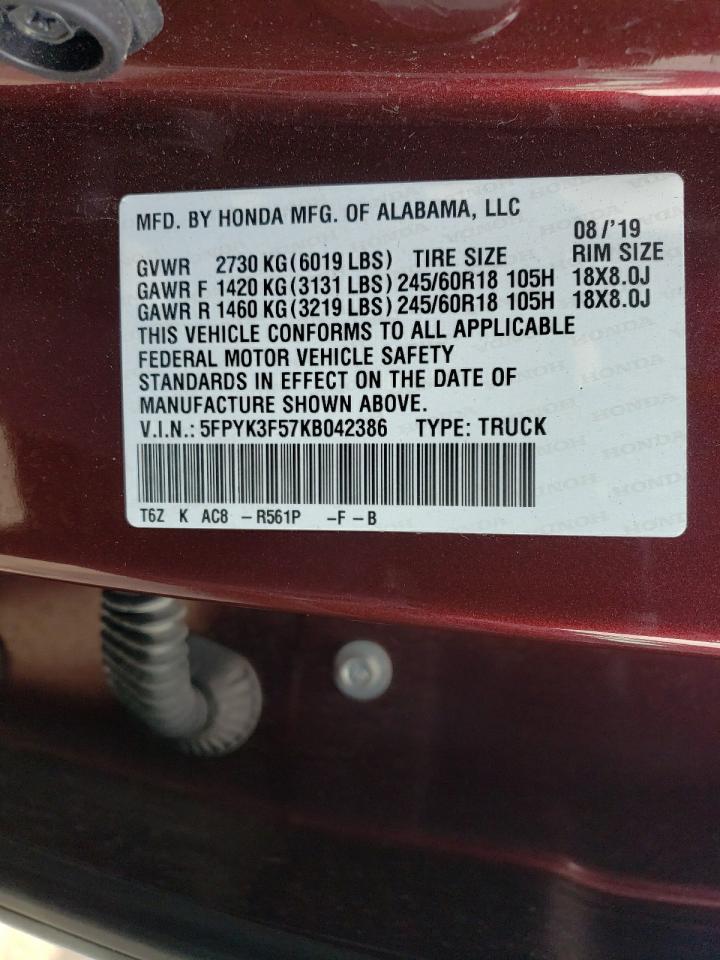 MFD. BY HONDA MFG. OF ALABAMA, LLC
08/'19
GVWR 2730 KG (6019 LBS) TIRE SIZE RIM SIZE
GAWR F 1420 KG (3131 LBS) 245/60R18 105H 18X8.0J
GAWR R 1460 KG (3219 LBS) 245/60R18 105H 18X8.0J
THIS VEHICLE CONFORMS TO ALL APPLICABLE
FEDERAL MOTOR VEHICLE SAFETY
STANDARDS IN EFFECT ON THE DATE OF
MANUFACTURE SHOWN ABOVE.
V.I.N.: 5FPYK3F57KB042386 TYPE: TRUCK
T6Z K AC8 -R561P -F-B